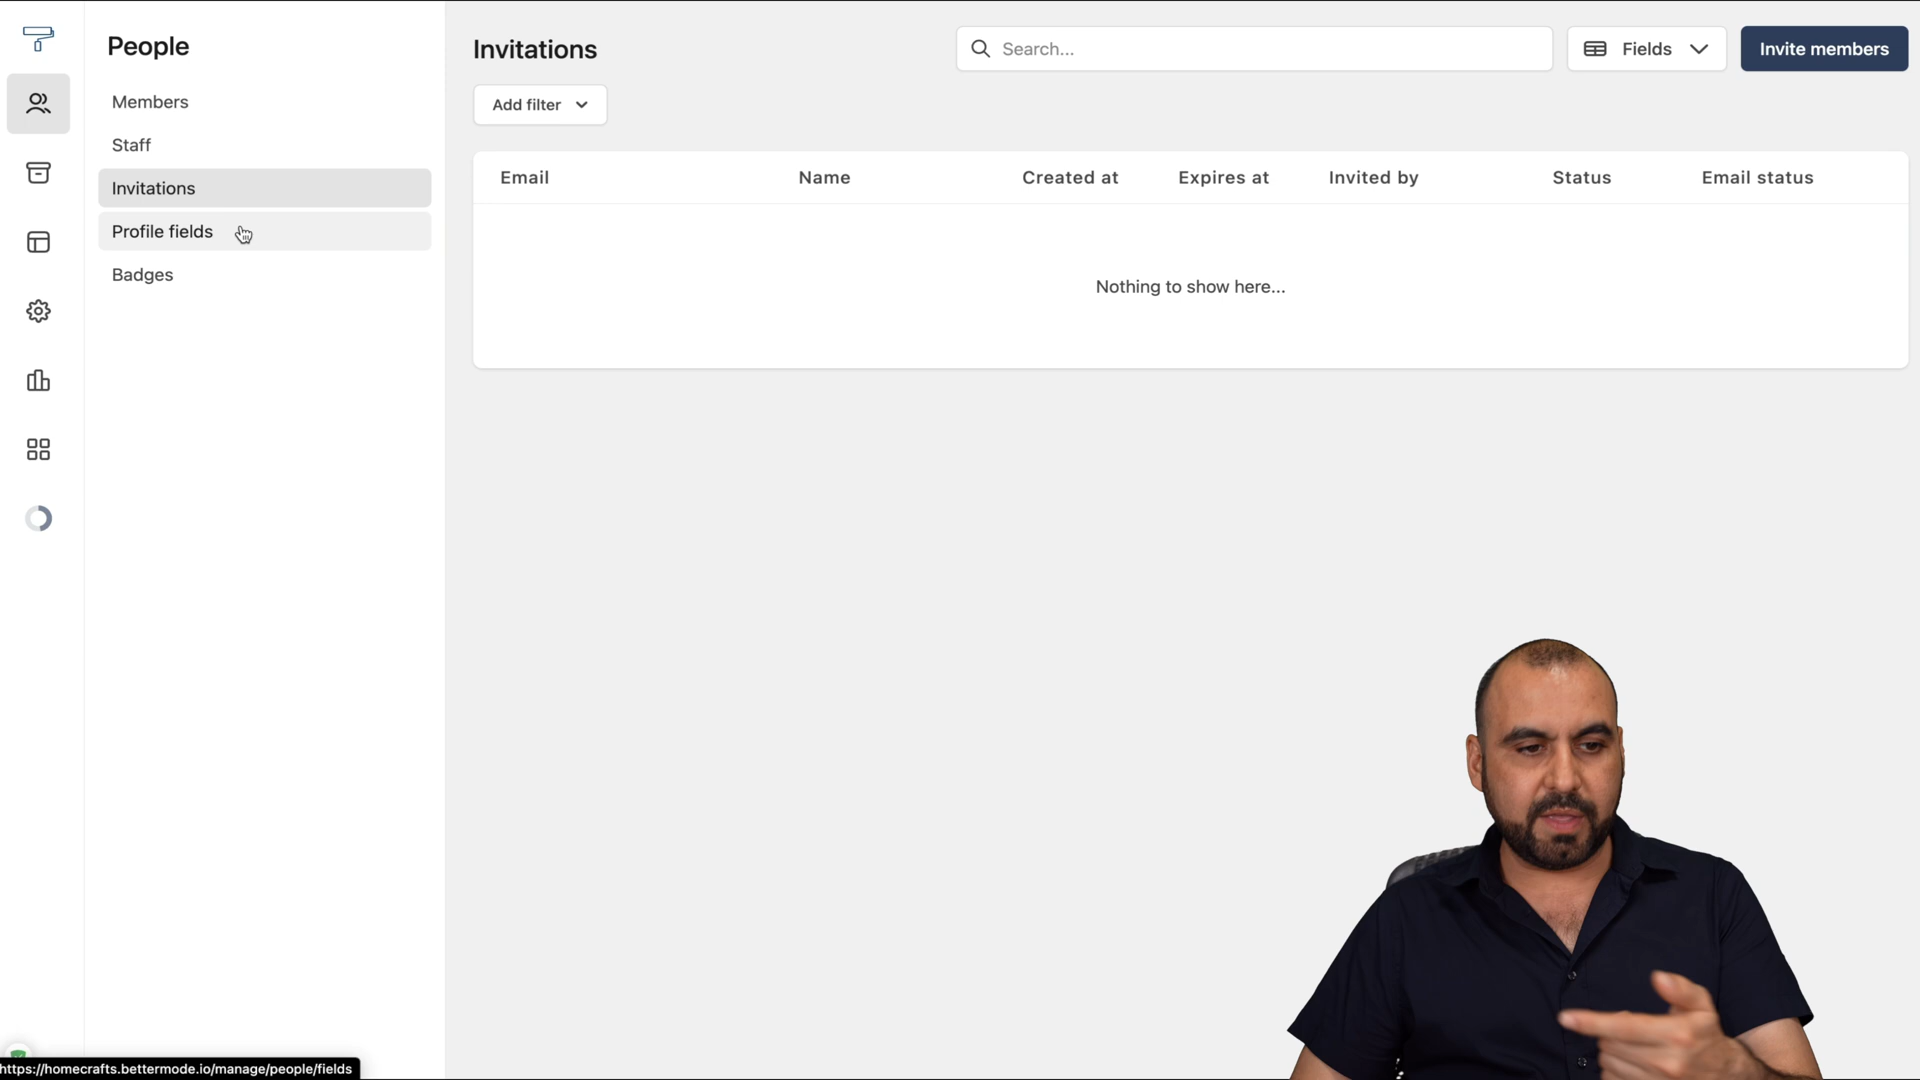 People
Members
Staff
Invitations
Profile fields
Badges
Invitations
Search...
Fields
Invite members
Add filter
Email Name Created at Expires at Invited by Status Email status
Nothing to show here...
https://homecrafts.bettermode.io/manage/people/fields